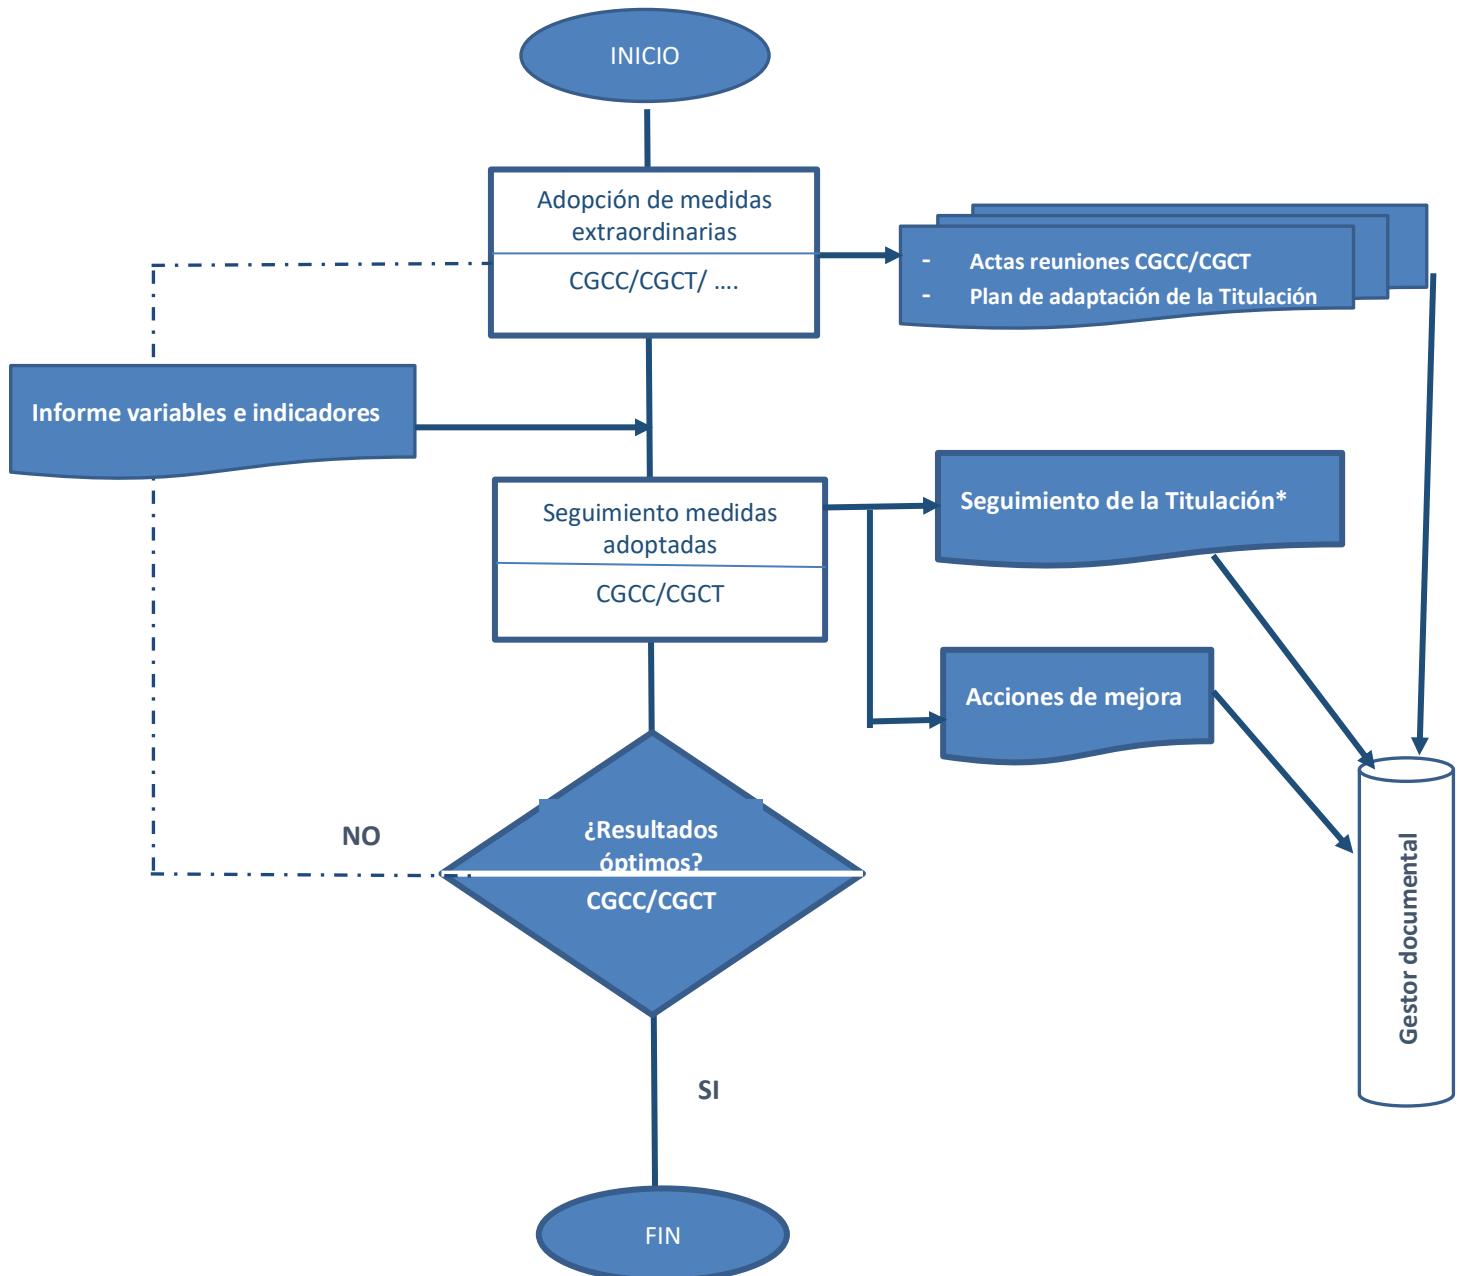 INICIO
Adopción de medidas
extraordinarias
CGCC/CGCT/ ....
- Actas reuniones CGCC/CGCT
- Plan de adaptación de la Titulación
Informe variables e indicadores
Seguimiento medidas
adoptadas
CGCC/CGCT
Seguimiento de la Titulación*
Acciones de mejora
¿Resultados
óptimos?
CGCC/CGCT
NO
Gestor documental
SI
FIN